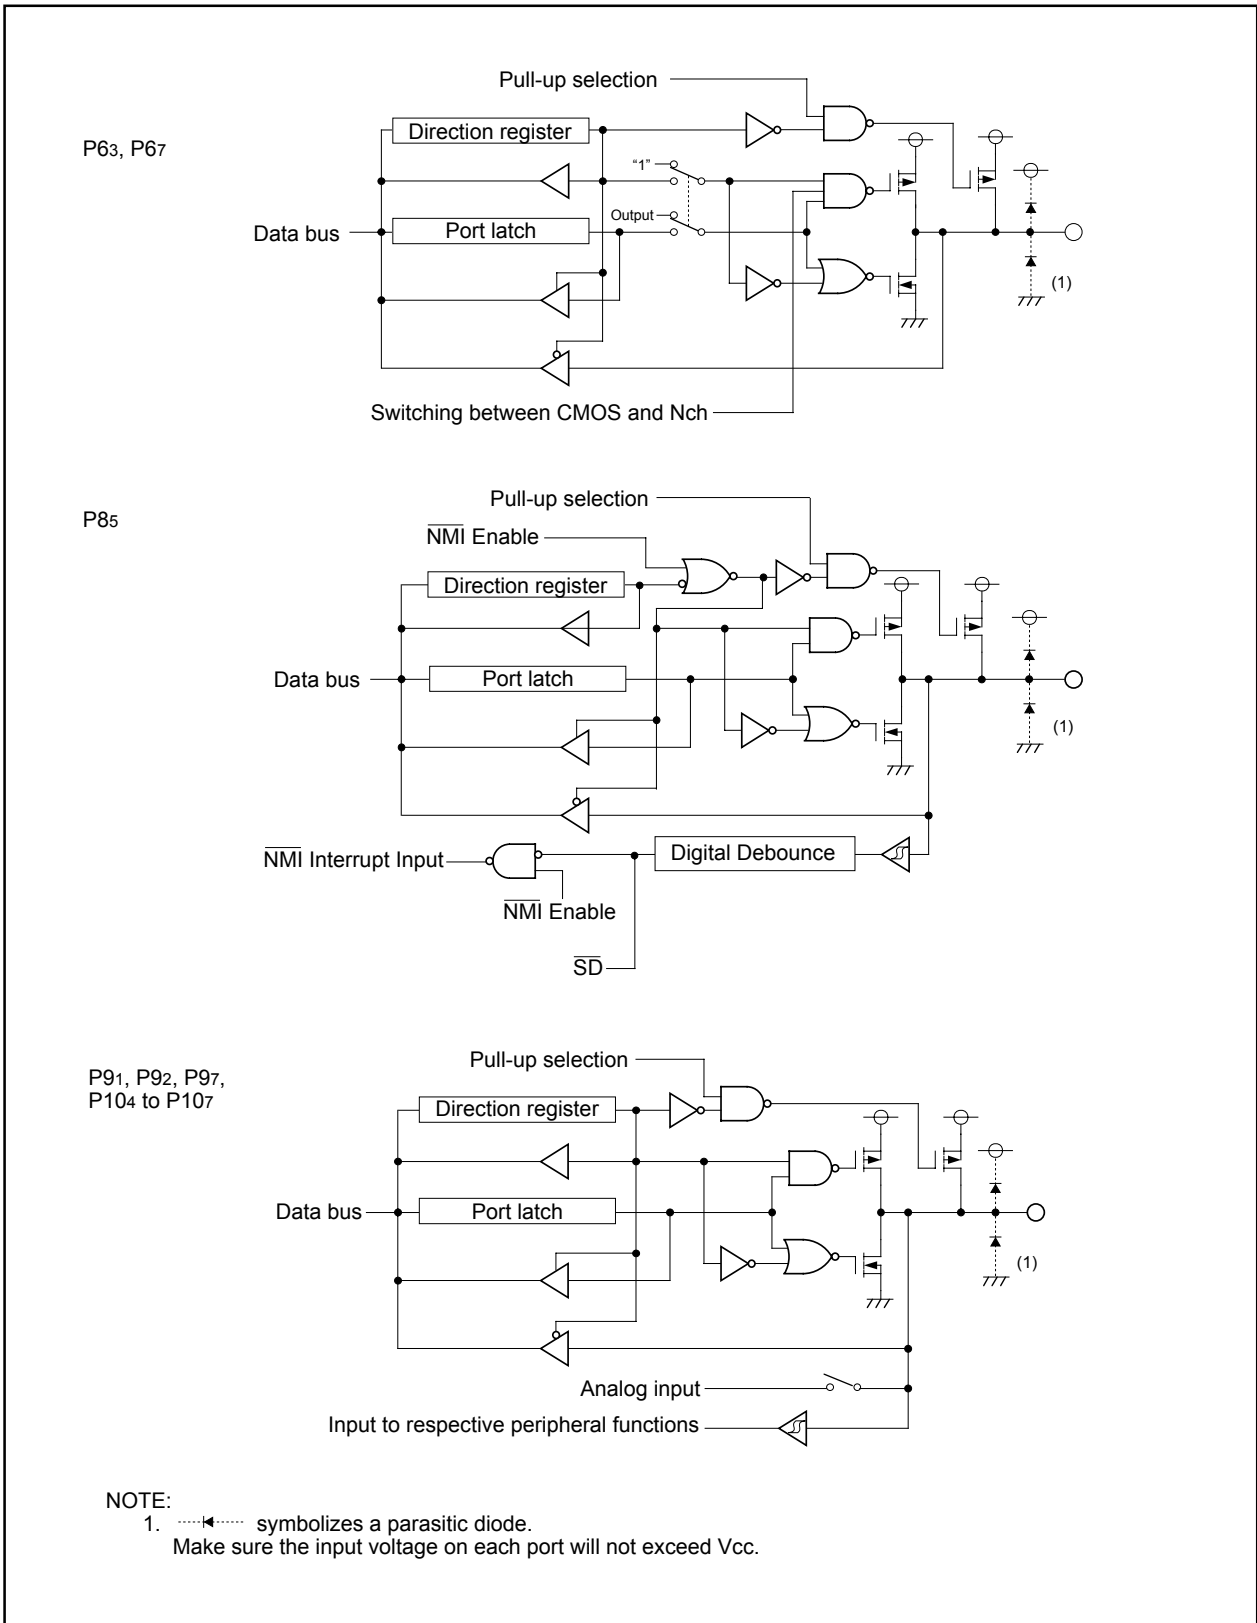 Pull-up selection
Direction register
P63, P67
"1"
Output
Data bus
Port latch
(1)
Switching between CMOS and Nch
Pull-up selection
P85
N̅M̅I̅ Enable
Direction register
Data bus
Port latch
(1)
N̅M̅I̅ Interrupt Input
Digital Debounce
N̅M̅I̅ Enable
S̅D̅
Pull-up selection
P91, P92, P97,
P104 to P107
Direction register
Data bus
Port latch
(1)
Analog input
Input to respective peripheral functions
NOTE:
1. symbolizes a parasitic diode.
Make sure the input voltage on each port will not exceed Vcc.